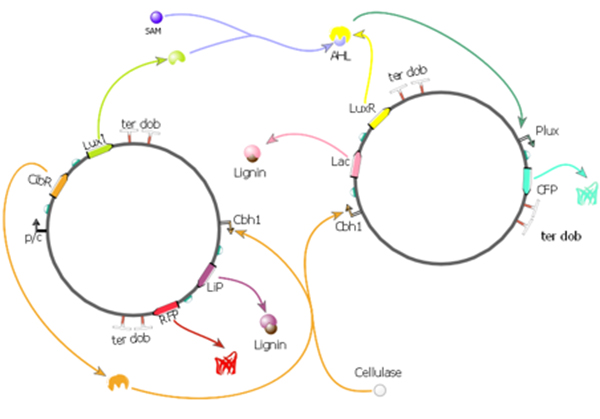 SAM
AHL
ter dob
LuxR
Plux
Lac
Lignin
CFP
Cbh1
ter dob
ter dob
LuxI
CibR
p/c
Cbh1
LiP
RFP
ter dob
Lignin
Cellulase